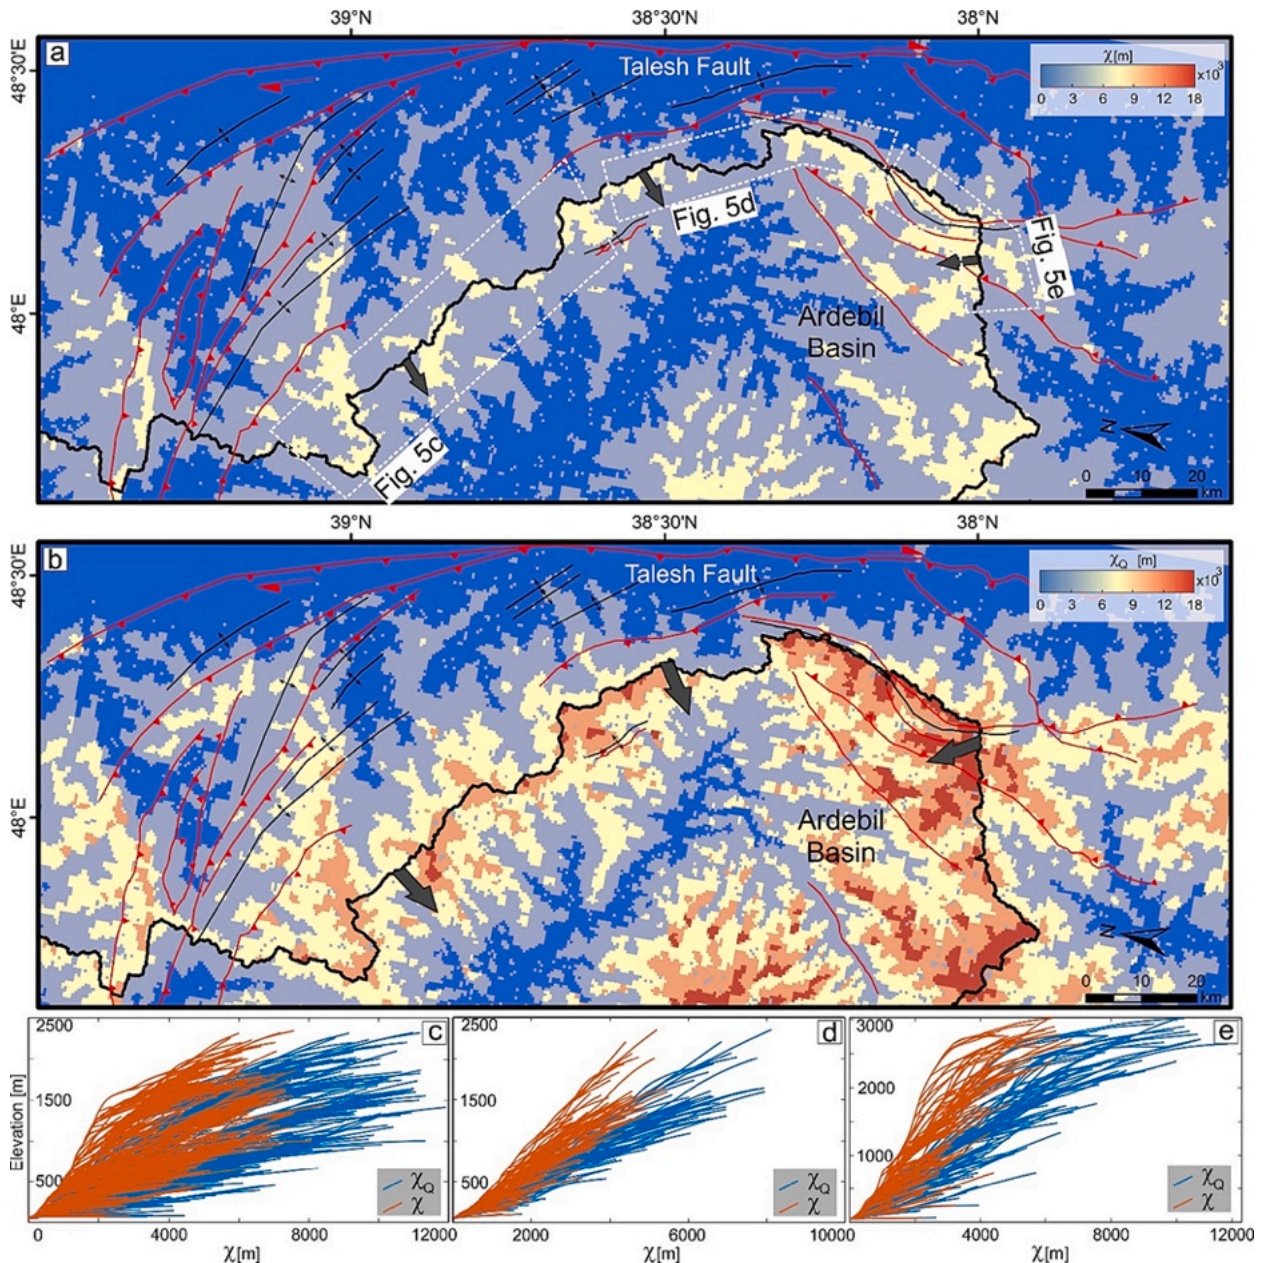 39°N 38°30'N 38°N
a
χ[m]
x10³
0 3 6 9 12 18
48°30'E
Talesh Fault
Fig. 5d
Fig. 5e
48°E
Ardebil
Basin
Fig. 5c
N
0 10 20
km
39°N 38°30'N 38°N
b
χQ [m]
x10³
0 3 6 9 12 18
48°30'E
Talesh Fault
48°E
Ardebil
Basin
N
0 10 20
km
c
2500
1500
500
Elevation [m]
χQ
χ
0 4000 8000 12000
χ[m]
d
2500
1500
500
χQ
χ
2000 6000 10000
χ[m]
e
3000
2000
1000
χQ
χ
0 4000 8000 12000
χ[m]